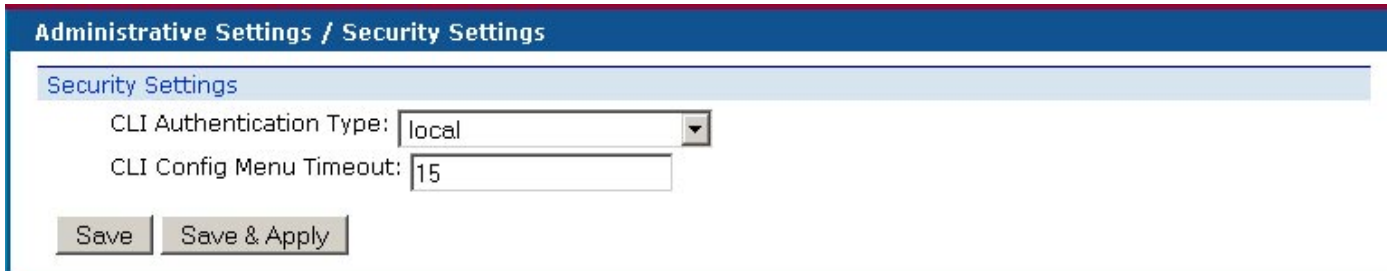 Administrative Settings / Security Settings
Security Settings
CLI Authentication Type: local
CLI Config Menu Timeout: 15
Save Save & Apply